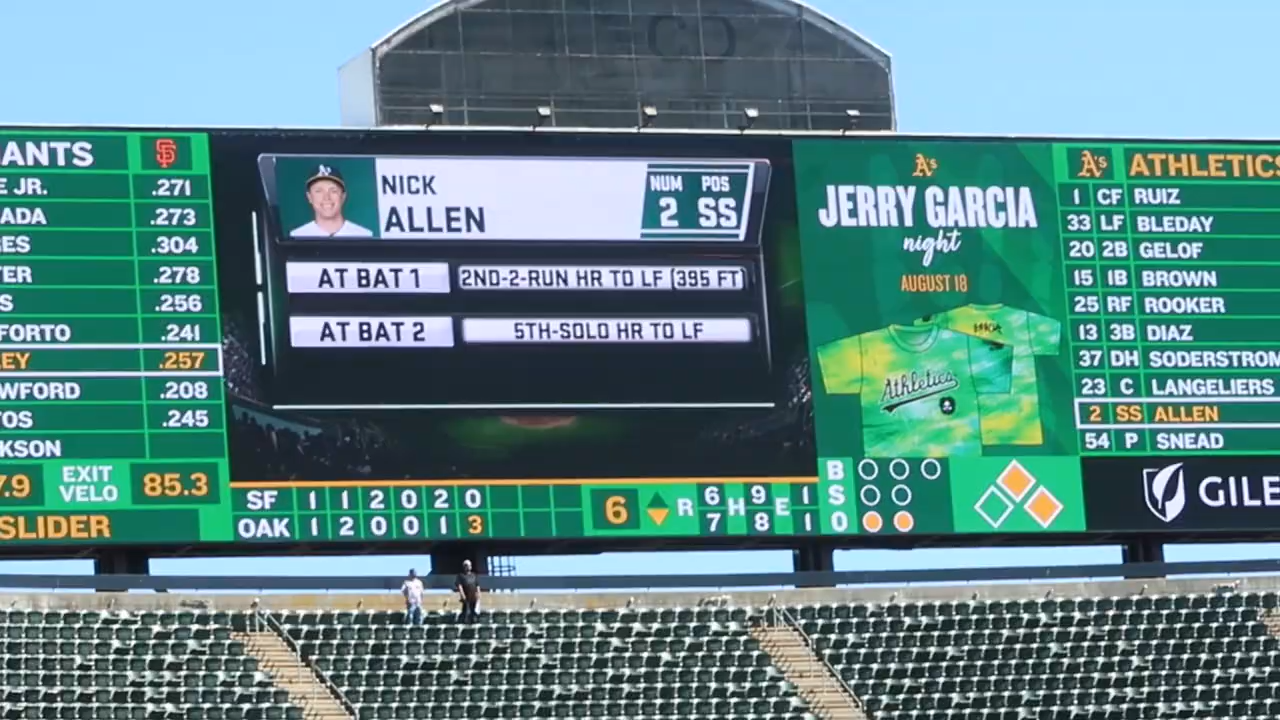 ANTS SF
E JR. .271
ADA .273
ES .304
ER .278
S .256
FORTO .241
EY .257
WFORD .208
TOS .245
KSON
7.9 EXIT VELO 85.3
SLIDER
NICK
ALLEN
NUM POS
2 SS
AT BAT 1 2ND-2-RUN HR TO LF (395 FT)
AT BAT 2 5TH-SOLO HR TO LF
SF 1 1 2 0 2 0
OAK 1 2 0 0 1 3
6
R 6 H 9 E 1
7 8 1
B
S
O
A's
JERRY GARCIA
night
AUGUST 18
Athletics
A's ATHLETICS
1 CF RUIZ
33 LF BLEDAY
20 2B GELOF
15 1B BROWN
25 RF ROOKER
13 3B DIAZ
37 DH SODERSTROM
23 C LANGELIERS
2 SS ALLEN
54 P SNEAD
GILE